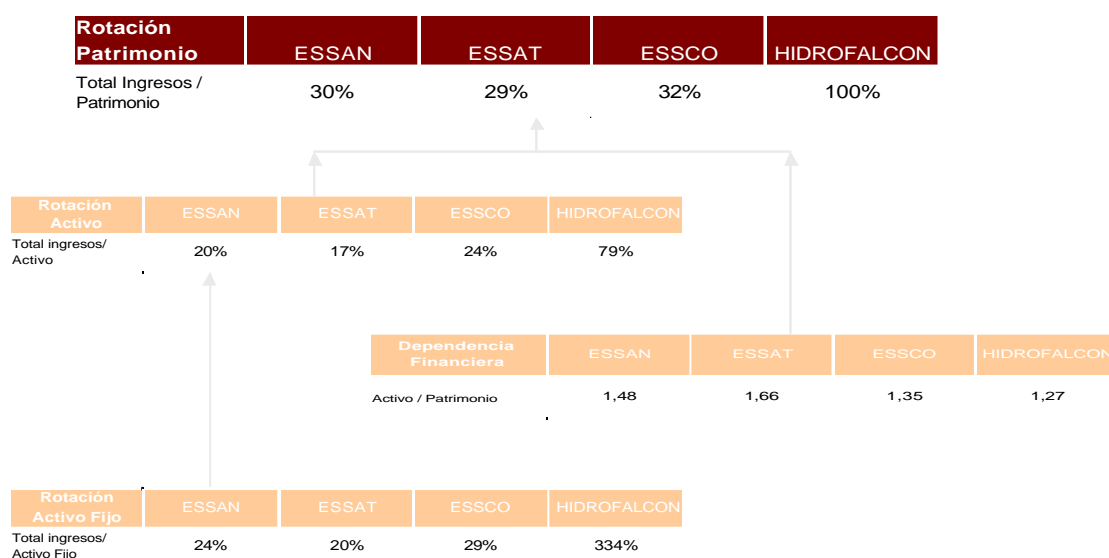 Rotación
Patrimonio ESSAN ESSAT ESSCO HIDROFALCON
Total Ingresos /
Patrimonio 30% 29% 32% 100%
Rotación
Activo ESSAN ESSAT ESSCO HIDROFALCON
Total ingresos/
Activo 20% 17% 24% 79%
Dependencia
Financiera ESSAN ESSAT ESSCO HIDROFALCON
Activo / Patrimonio 1,48 1,66 1,35 1,27
Rotación
Activo Fijo ESSAN ESSAT ESSCO HIDROFALCON
Total ingresos/
Activo Fijo 24% 20% 29% 334%